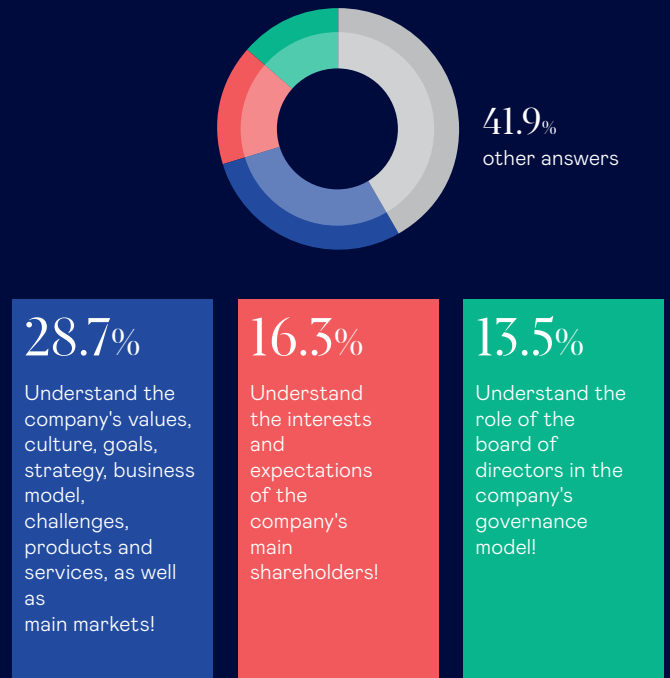 41.9%
other answers
28.7%
Understand the
company's values,
culture, goals,
strategy, business
model,
challenges,
products and
services, as well
as
main markets!
16.3%
Understand
the interests
and
expectations
of the
company's
main
shareholders!
13.5%
Understand the
role of the
board of
directors in the
company's
governance
model!